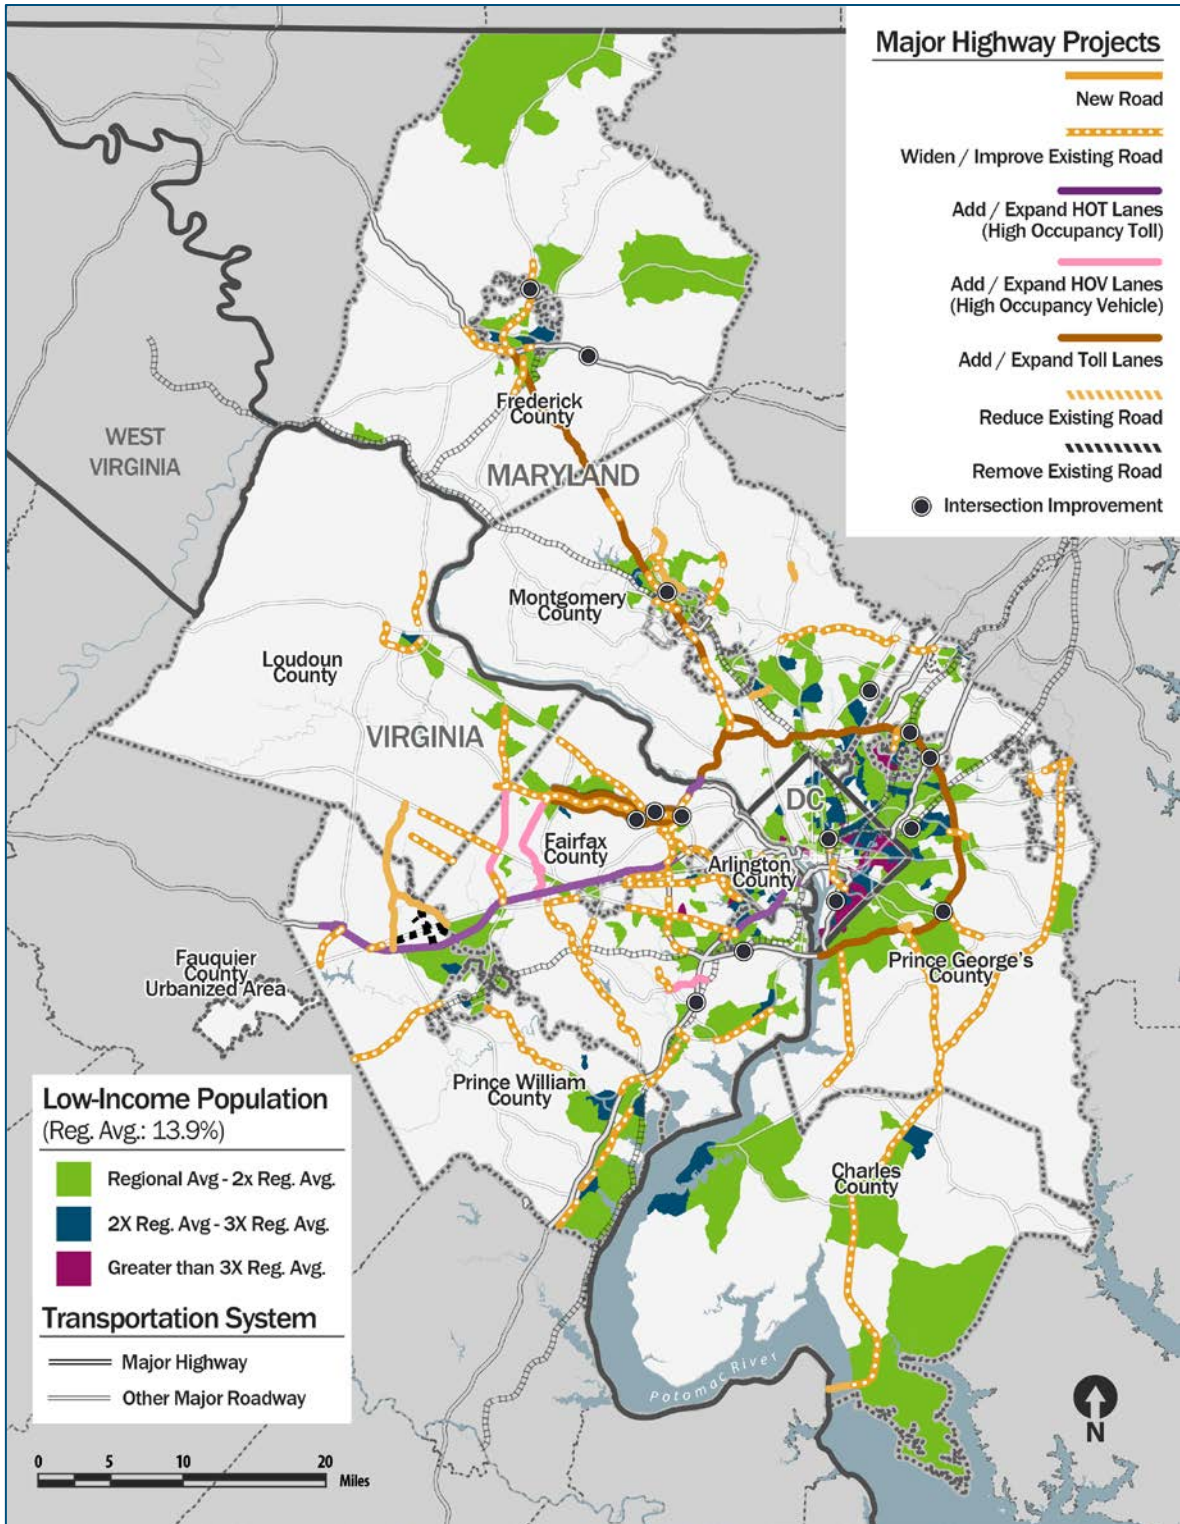 Major Highway Projects
New Road
Widen / Improve Existing Road
Add / Expand HOT Lanes
(High Occupancy Toll)
Add / Expand HOV Lanes
(High Occupancy Vehicle)
Add / Expand Toll Lanes
Reduce Existing Road
Remove Existing Road
Intersection Improvement
Frederick
County
WEST
VIRGINIA
MARYLAND
Montgomery
County
Loudoun
County
VIRGINIA
DC
Fairfax
County
Arlington
County
Fauquier
County
Urbanized Area
Prince George's
County
Prince William
County
Charles
County
Potomac River
Low-Income Population
(Reg. Avg.: 13.9%)
Regional Avg - 2x Reg. Avg.
2X Reg. Avg - 3X Reg. Avg.
Greater than 3X Reg. Avg.
Transportation System
Major Highway
Other Major Roadway
N
0 5 10 20
Miles